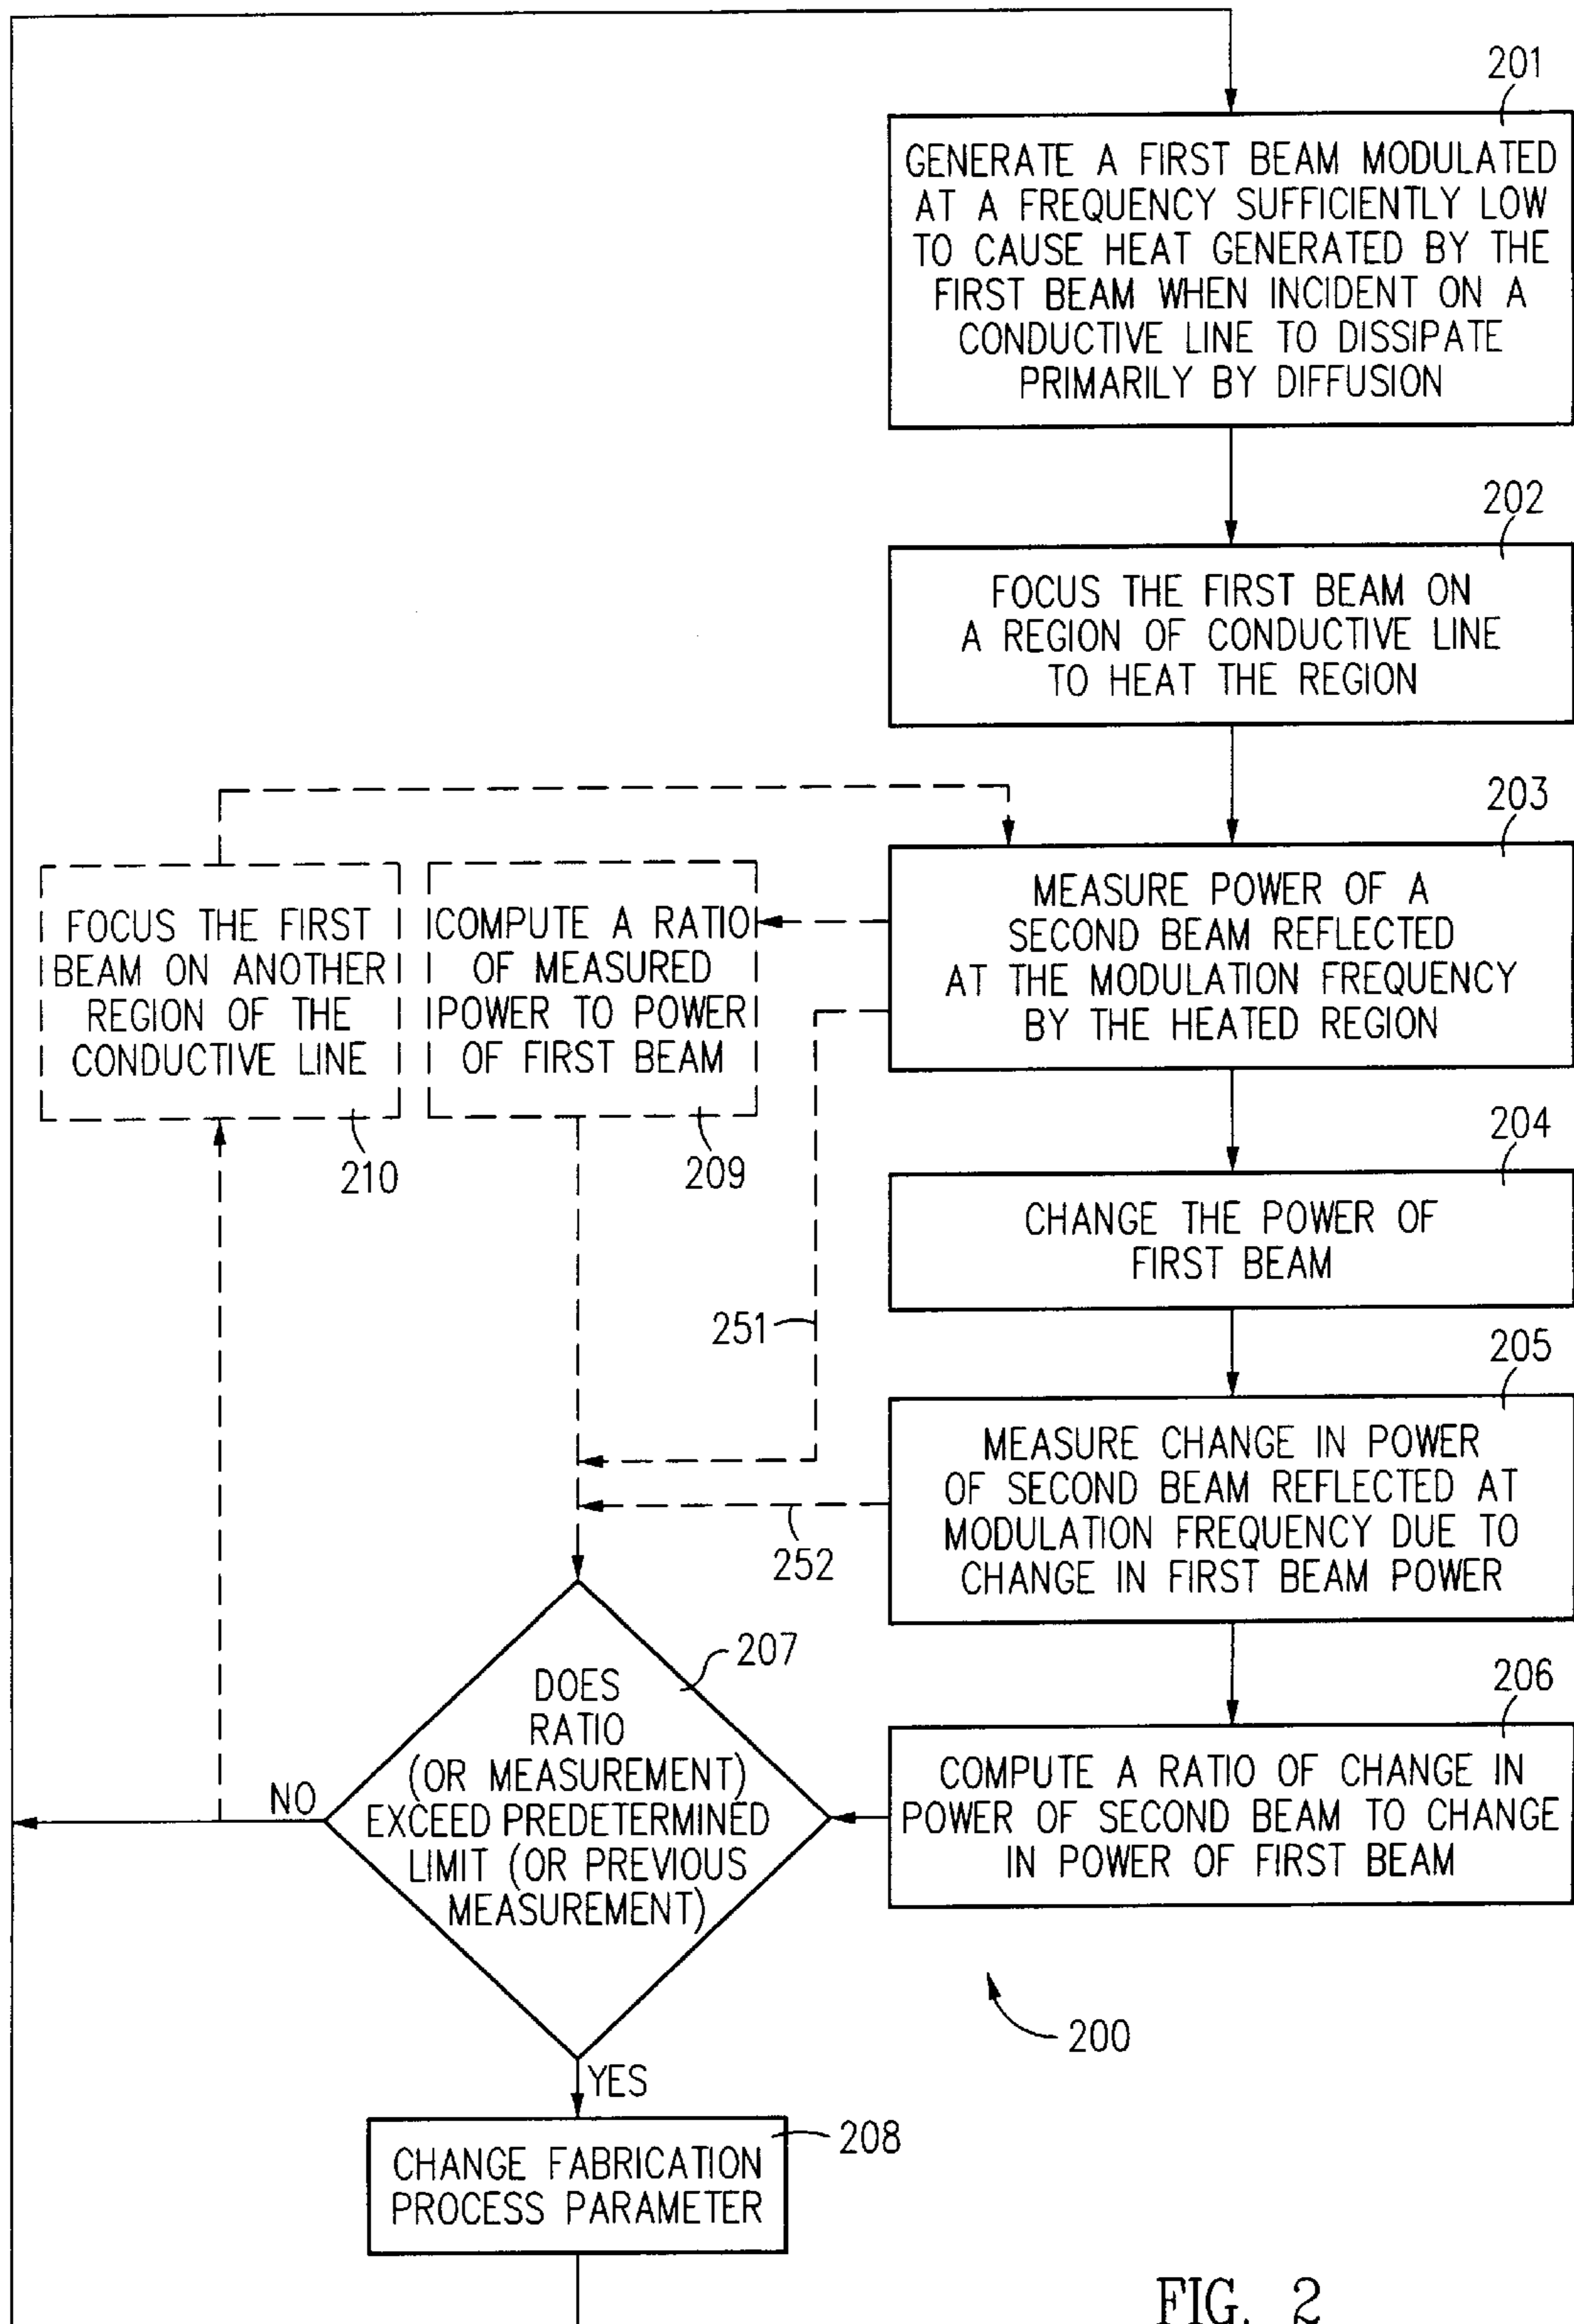 201
GENERATE A FIRST BEAM MODULATED
AT A FREQUENCY SUFFICIENTLY LOW
TO CAUSE HEAT GENERATED BY THE
FIRST BEAM WHEN INCIDENT ON A
CONDUCTIVE LINE TO DISSIPATE
PRIMARILY BY DIFFUSION
202
FOCUS THE FIRST BEAM ON
A REGION OF CONDUCTIVE LINE
TO HEAT THE REGION
203
MEASURE POWER OF A
SECOND BEAM REFLECTED
AT THE MODULATION FREQUENCY
BY THE HEATED REGION
FOCUS THE FIRST
BEAM ON ANOTHER
REGION OF THE
CONDUCTIVE LINE
210
COMPUTE A RATIO
OF MEASURED
POWER TO POWER
OF FIRST BEAM
209
204
CHANGE THE POWER OF
FIRST BEAM
251
205
MEASURE CHANGE IN POWER
OF SECOND BEAM REFLECTED AT
MODULATION FREQUENCY DUE TO
CHANGE IN FIRST BEAM POWER
252
206
COMPUTE A RATIO OF CHANGE IN
POWER OF SECOND BEAM TO CHANGE
IN POWER OF FIRST BEAM
207
DOES
RATIO
(OR MEASUREMENT)
EXCEED PREDETERMINED
LIMIT (OR PREVIOUS
MEASUREMENT)
NO
YES
200
208
CHANGE FABRICATION
PROCESS PARAMETER
FIG. 2